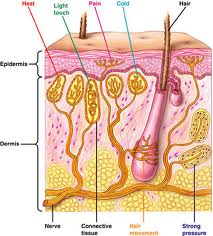 Heat
Light
touch
Pain
Cold
Hair
Epidermis
Dermis
Nerve
Connective
tissue
Hair
movement
Strong
pressure